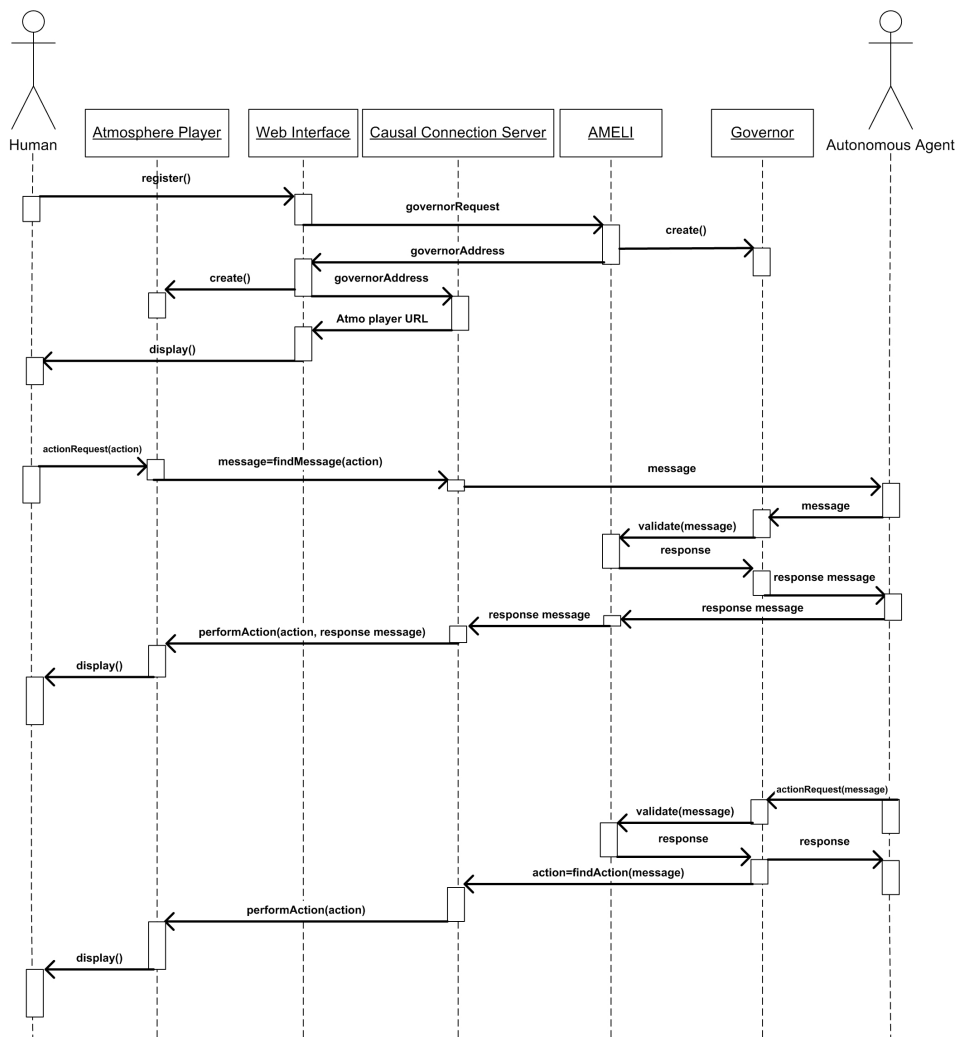 Human
Atmosphere Player
Web Interface
Causal Connection Server
AMELI
Governor
Autonomous Agent
register()
governorRequest
create()
governorAddress
create()
governorAddress
Atmo player URL
display()
actionRequest(action)
message=findMessage(action)
message
message
validate(message)
response
response message
response message
response message
performAction(action, response message)
display()
actionRequest(message)
validate(message)
response
response
action=findAction(message)
performAction(action)
display()